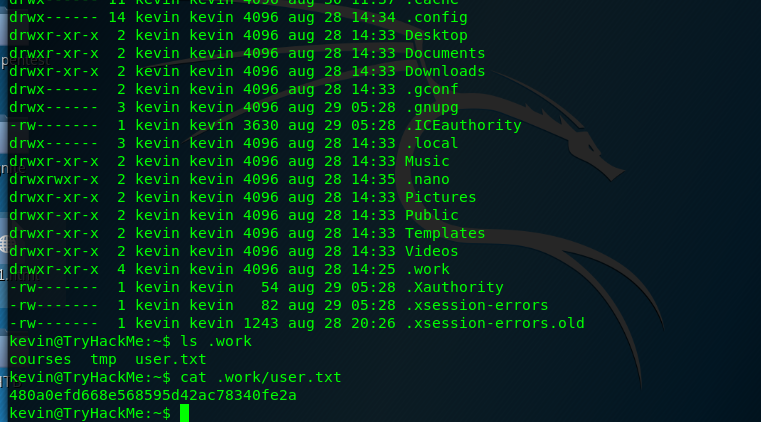 drwx------ 11 kevin kevin 4096 aug 30 11:37 .cache
drwx------ 14 kevin kevin 4096 aug 28 14:34 .config
drwxr-xr-x  2 kevin kevin 4096 aug 28 14:33 Desktop
drwxr-xr-x  2 kevin kevin 4096 aug 28 14:33 Documents
drwxr-xr-x  2 kevin kevin 4096 aug 28 14:33 Downloads
drwx------  2 kevin kevin 4096 aug 28 14:33 .gconf
drwx------  3 kevin kevin 4096 aug 29 05:28 .gnupg
-rw-------  1 kevin kevin 3630 aug 29 05:28 .ICEauthority
drwx------  3 kevin kevin 4096 aug 28 14:33 .local
drwxr-xr-x  2 kevin kevin 4096 aug 28 14:33 Music
drwxrwxr-x  2 kevin kevin 4096 aug 28 14:35 .nano
drwxr-xr-x  2 kevin kevin 4096 aug 28 14:33 Pictures
drwxr-xr-x  2 kevin kevin 4096 aug 28 14:33 Public
drwxr-xr-x  2 kevin kevin 4096 aug 28 14:33 Templates
drwxr-xr-x  2 kevin kevin 4096 aug 28 14:33 Videos
drwxr-xr-x  4 kevin kevin 4096 aug 28 14:25 .work
-rw-------  1 kevin kevin   54 aug 29 05:28 .Xauthority
-rw-------  1 kevin kevin   82 aug 29 05:28 .xsession-errors
-rw-------  1 kevin kevin 1243 aug 28 20:26 .xsession-errors.old
kevin@TryHackMe:~$ ls .work
courses  tmp  user.txt
kevin@TryHackMe:~$ cat .work/user.txt
480a0efd668e568595d42ac78340fe2a
kevin@TryHackMe:~$